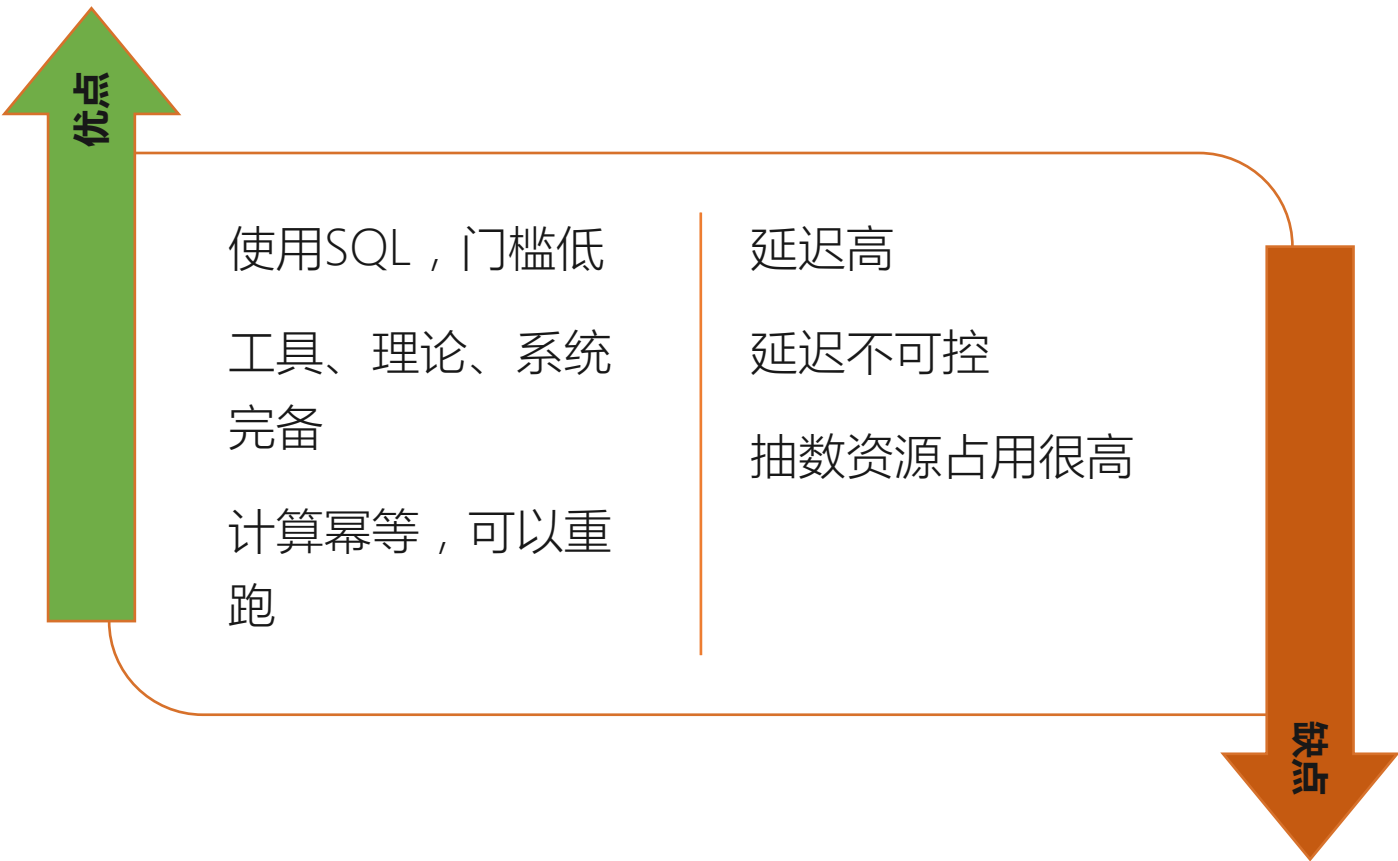 优点
使用SQL，门槛低
工具、理论、系统
完备
计算幂等，可以重
跑
延迟高
延迟不可控
抽数资源占用很高
缺点